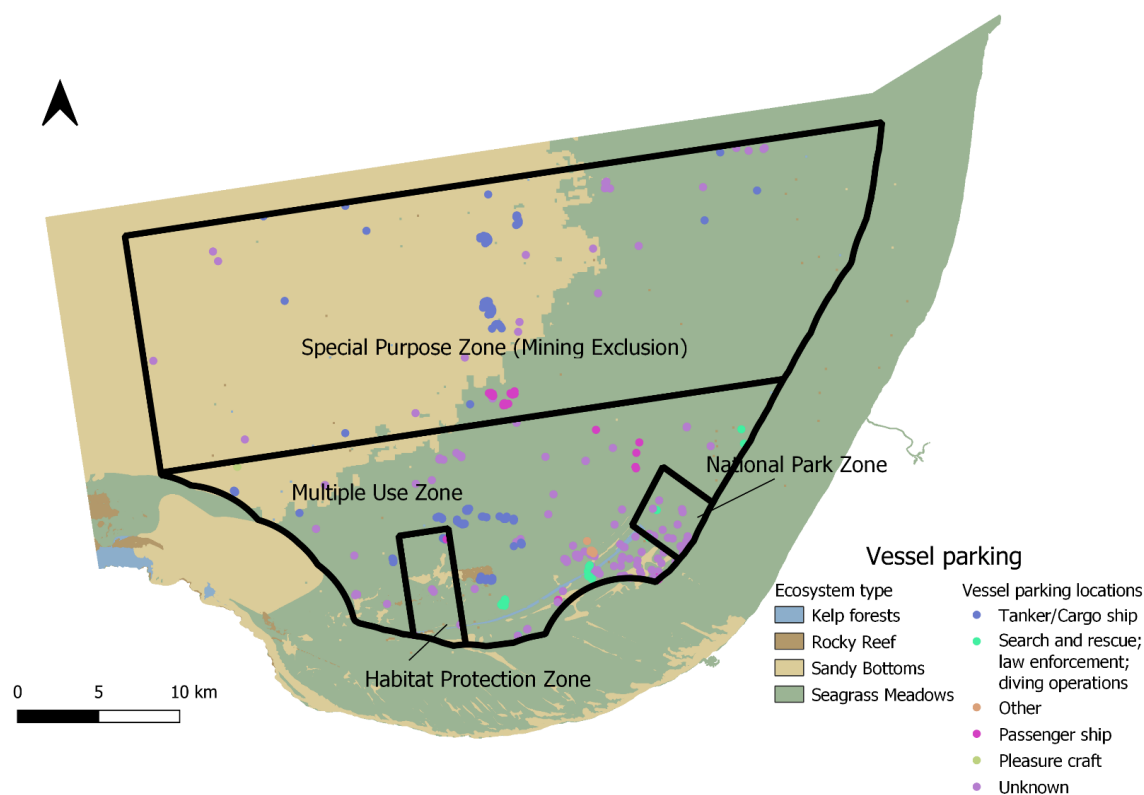 Special Purpose Zone (Mining Exclusion)
National Park Zone
Multiple Use Zone
Habitat Protection Zone
0 5 10 km
Vessel parking
Ecosystem type
Kelp forests
Rocky Reef
Sandy Bottoms
Seagrass Meadows
Vessel parking locations
Tanker/Cargo ship
Search and rescue;
law enforcement;
diving operations
Other
Passenger ship
Pleasure craft
Unknown